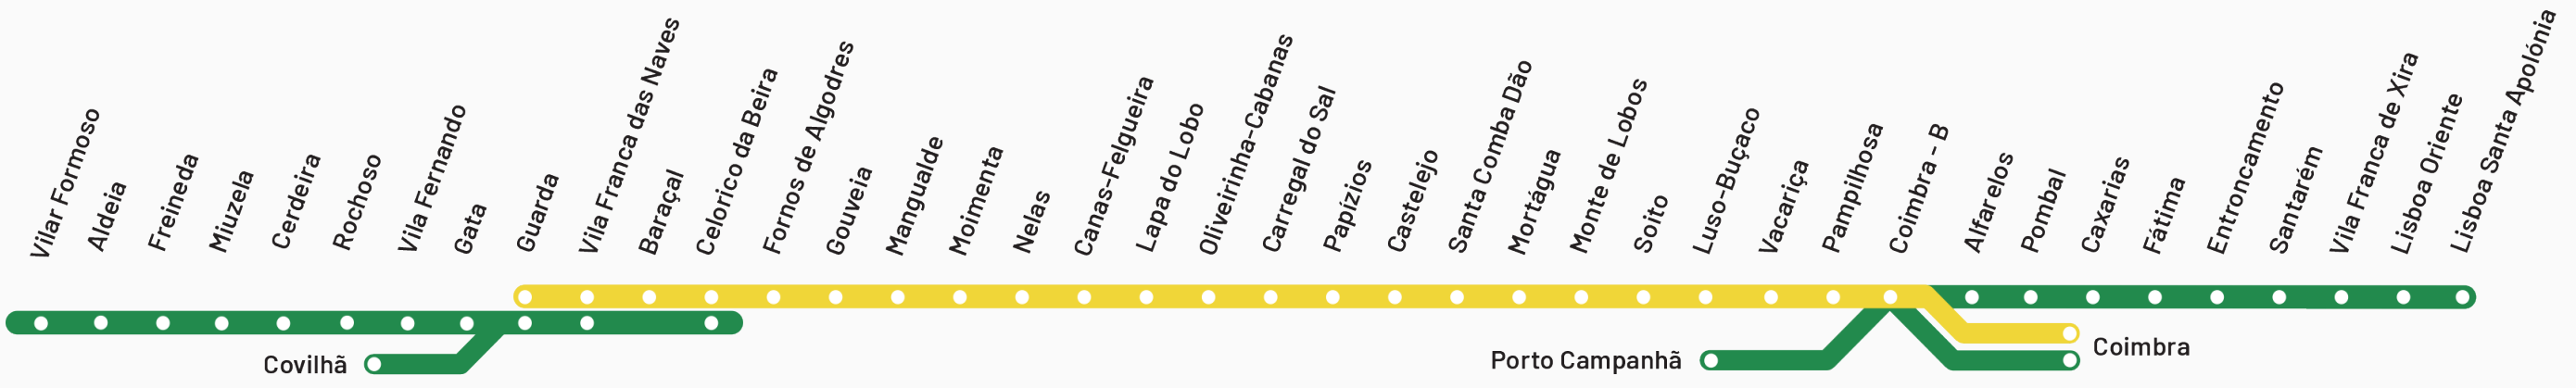 Vilar Formoso
Aldeia
Freineda
Miuzela
Cerdeira
Rochoso
Vila Fernando
Gata
Guarda
Vila Franca das Naves
Baraçal
Celorico da Beira
Fornos de Algodres
Gouveia
Mangualde
Moimenta
Nelas
Canas-Felgueira
Lapa do Lobo
Oliveirinha-Cabanas
Carregal do Sal
Papízios
Castelejo
Santa Comba Dão
Mortágua
Monte de Lobos
Soito
Luso-Buçaco
Vacariça
Pampilhosa
Coimbra - B
Alfarelos
Pombal
Caxarias
Fátima
Entroncamento
Santarém
Vila Franca de Xira
Lisboa Oriente
Lisboa Santa Apolónia
Covilhã
Porto Campanhã
Coimbra